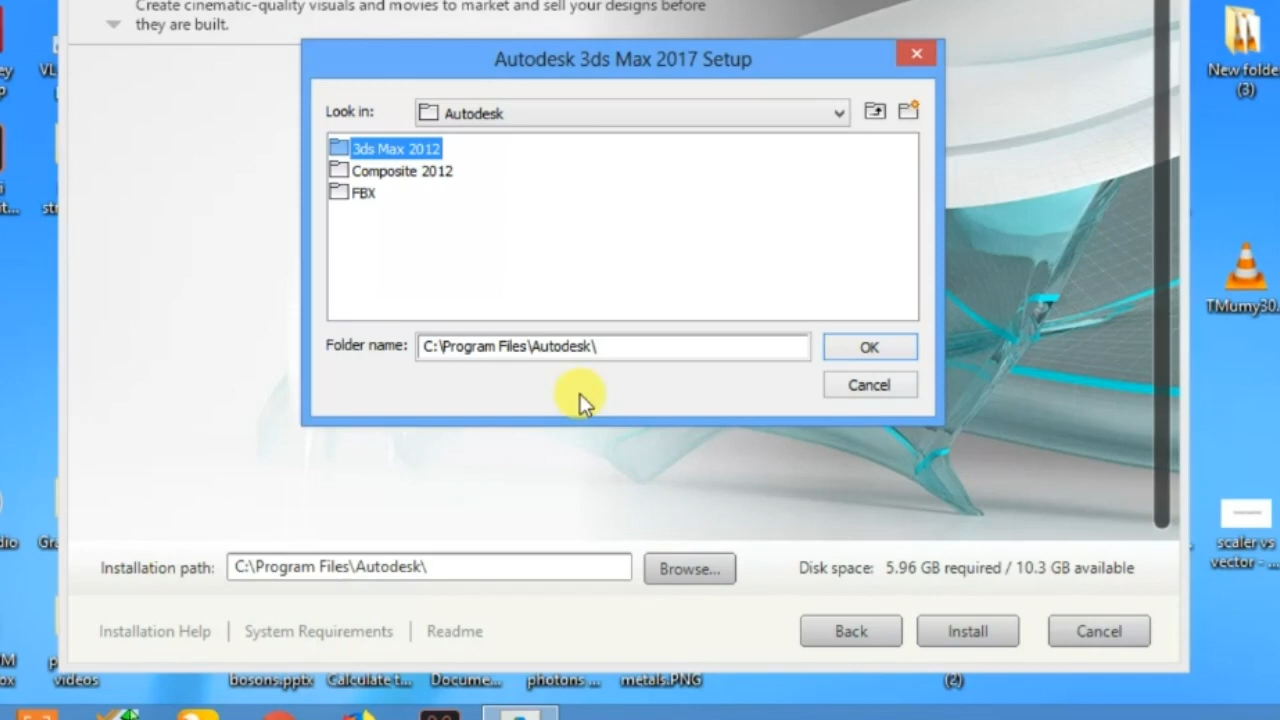 Create cinematic-quality visuals and movies to market and sell your designs before
they are built.
Autodesk 3ds Max 2017 Setup
Look in:
Autodesk
3ds Max 2012
Composite 2012
FBX
Folder name:
C:\Program Files\Autodesk\
OK
Cancel
Installation path:
C:\Program Files\Autodesk\
Browse...
Disk space: 5.96 GB required / 10.3 GB available
Installation Help
System Requirements
Readme
Back
Install
Cancel
New folde
(3)
TMumy30.
scaler vs
vector - ...
videos
bosons.pptx
Calculate t...
Docume...
photons ...
metals.PNG
(2)